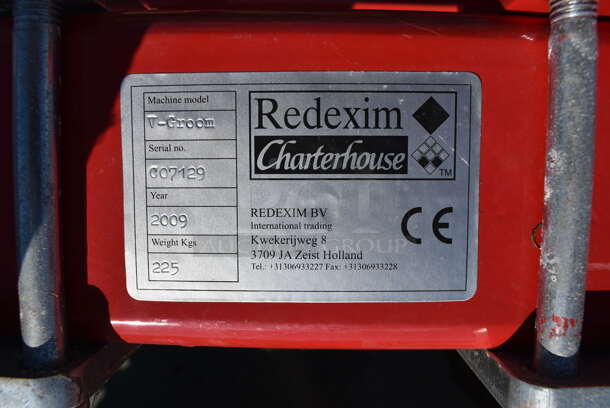 Machine model
V-Groom
Serial no.
G07129
Year
2009
Weight Kgs
225
Redexim
Charterhouse
TM
REDEXIM BV
International trading
Kwekerijweg 8
3709 JA Zeist Holland
Tel.: +31306933227 Fax: +31306933228
CE